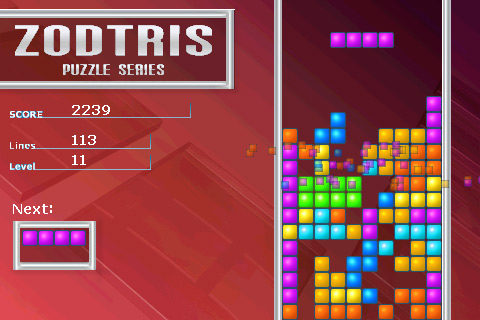 ZODTRIS
PUZZLE SERIES
SCORE 2239
Lines 113
Level 11
Next: